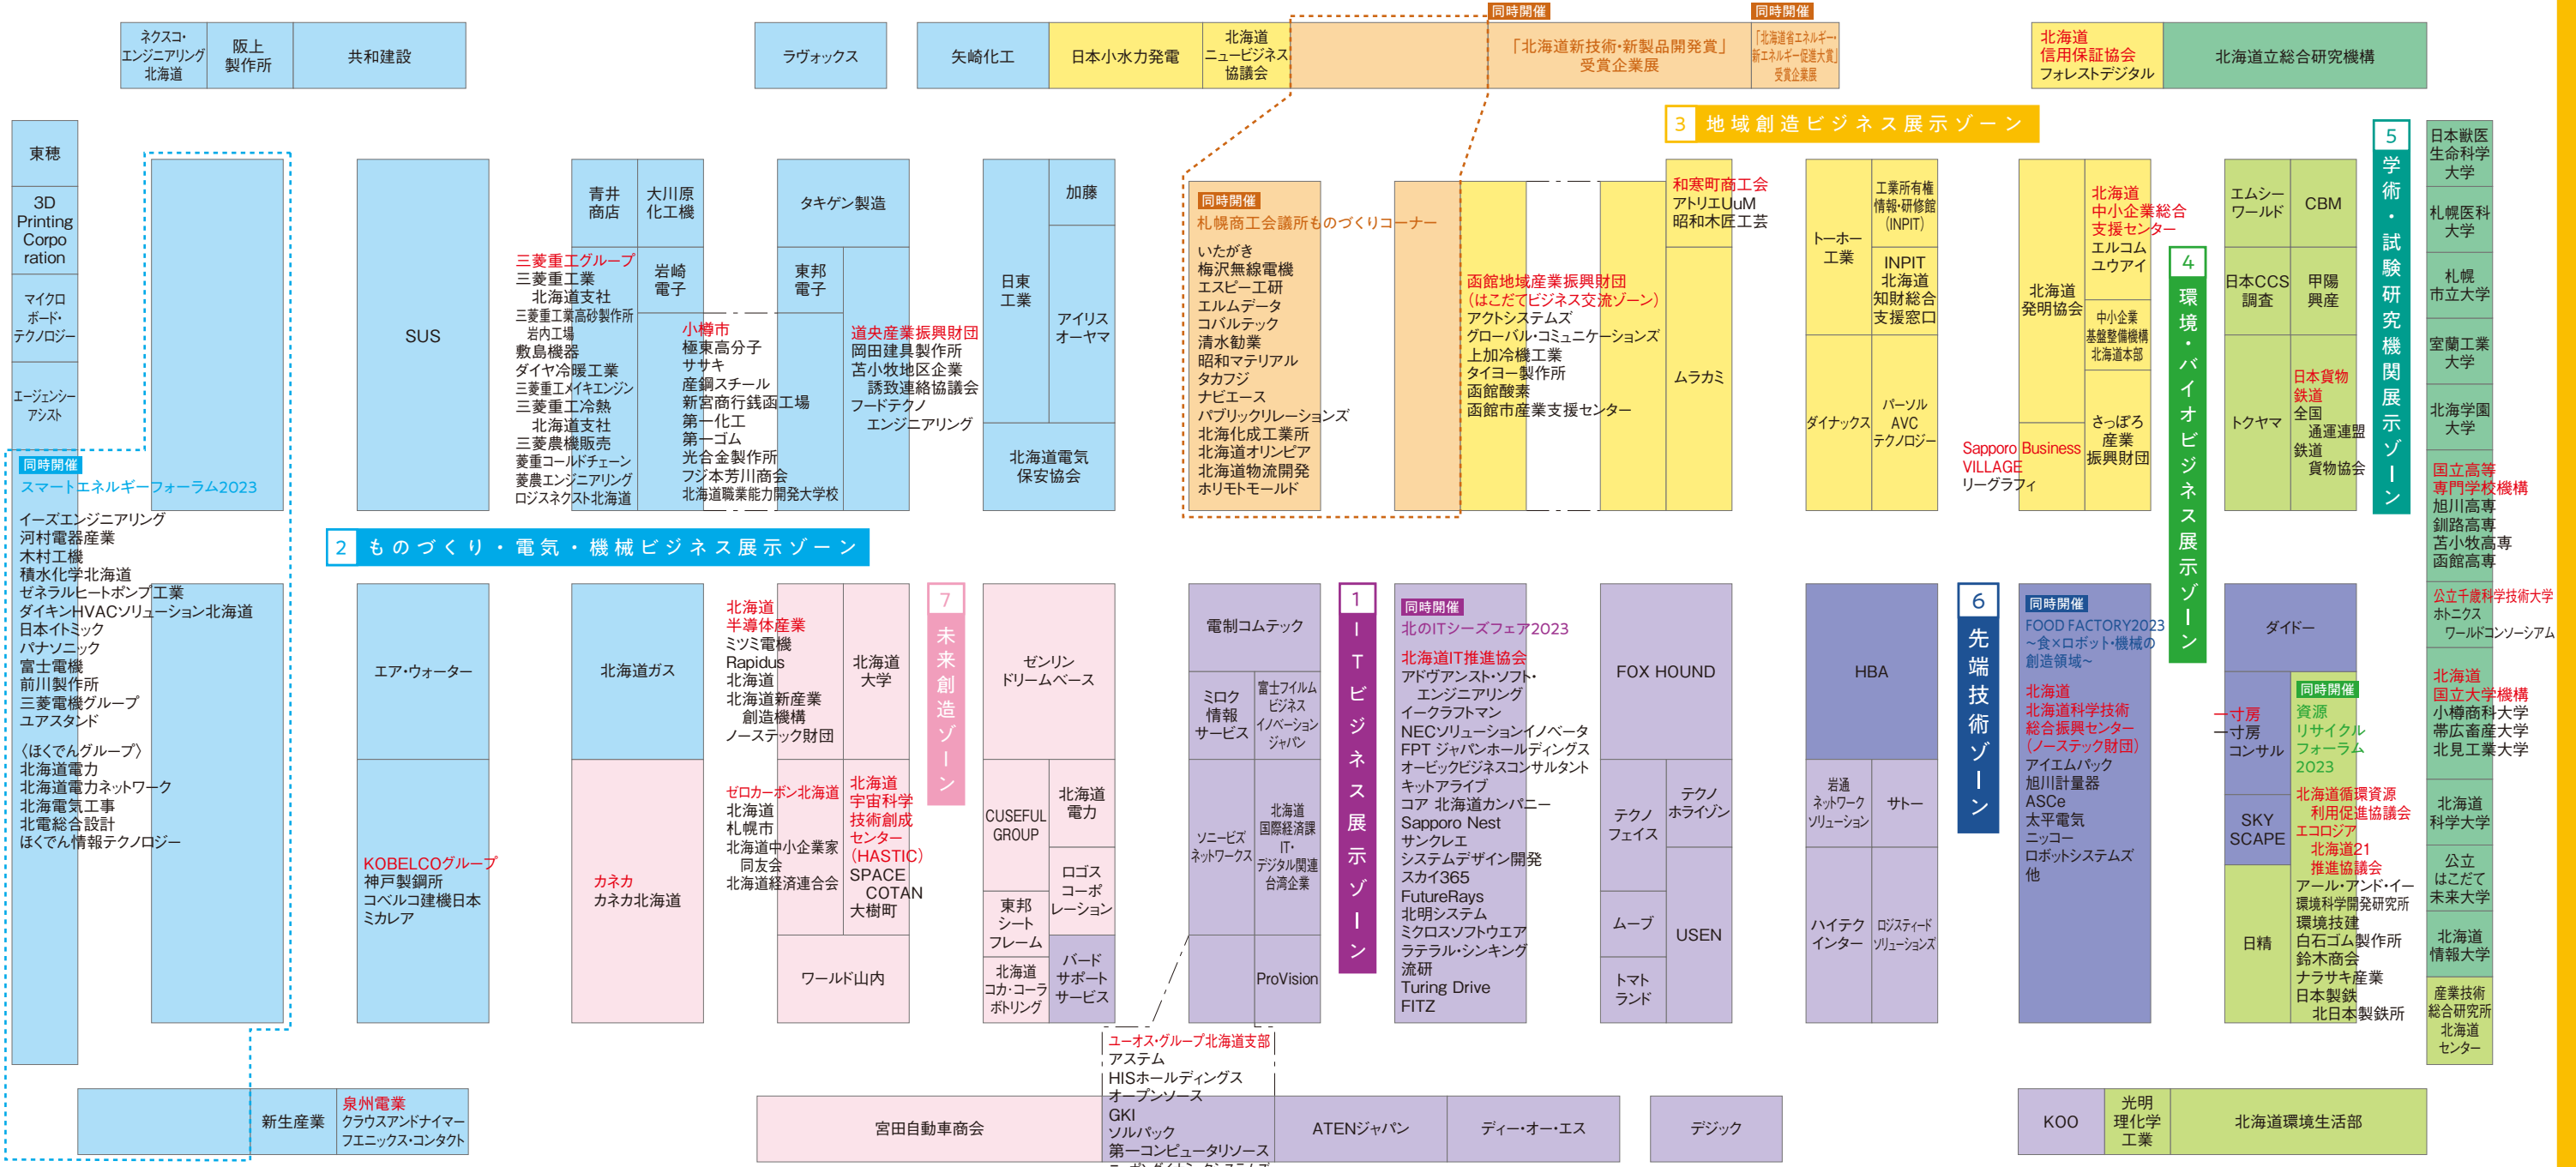 ネクスコ・
エンジニアリング
北海道
阪上
製作所
共和建設
ラヴォックス
矢崎化工
日本小水力発電
北海道
ニュービジネス
協議会
同時開催
「北海道新技術・新製品開発賞」
受賞企業展
同時開催
「北海道省エネルギー・
新エネルギー促進大賞」
受賞企業展
北海道
信用保証協会
フォレストデジタル
北海道立総合研究機構
3 地域創造ビジネス展示ゾーン
東穂
3D
Printing
Corpo
ration
マイクロ
ボード・
テクノロジー
エージェンシー
アシスト
同時開催
スマートエネルギーフォーラム2023
イーズエンジニアリング
河村電器産業
木村工機
積水化学北海道
ゼネラルヒートポンプ工業
ダイキンHVACソリューション北海道
日本イトミック
パナソニック
富士電機
前川製作所
三菱電機グループ
ユアスタンド
〈ほくでんグループ〉
北海道電力
北海道電力ネットワーク
北海電気工事
北電総合設計
ほくでん情報テクノロジー
SUS
青井
商店
大川原
化工機
三菱重工グループ
三菱重工業
北海道支社
三菱重工業高砂製作所
岩内工場
敷島機器
ダイヤ冷暖工業
三菱重工メイキエンジン
三菱重工冷熱
北海道支社
三菱農機販売
菱重コールドチェーン
菱農エンジニアリング
ロジスネクスト北海道
岩崎
電子
小樽市
極東高分子
ササキ
産鋼スチール
新宮商行銭函工場
第一化工
第一ゴム
光合金製作所
フジ本芳川商会
北海道職業能力開発大学校
タキゲン製造
東邦
電子
道央産業振興財団
岡田建具製作所
苫小牧地区企業
誘致連絡協議会
フードテクノ
エンジニアリング
日東
工業
加藤
アイリス
オーヤマ
北海道電気
保安協会
同時開催
札幌商工会議所ものづくりコーナー
いたがき
梅沢無線電機
エスピー工研
エルムデータ
コバルテック
清水勧業
昭和マテリアル
タカフジ
ナビエース
パブリックリレーションズ
北海化成工業所
北海道オリンピア
北海道物流開発
ホリモトモールド
函館地域産業振興財団
（はこだてビジネス交流ゾーン）
アクトシステムズ
グローバル・コミュニケーションズ
上加冷機工業
タイヨー製作所
函館酸素
函館市産業支援センター
和寒町商工会
アトリエUuM
昭和木匠工芸
ムラカミ
トーホー
工業
工業所有権
情報・研修館
（INPIT）
INPIT
北海道
知財総合
支援窓口
ダイナックス
パーソル
AVC
テクノロジー
北海道
発明協会
北海道
中小企業総合
支援センター
エルコム
ユウアイ
中小企業
基盤整備機構
北海道本部
さっぽろ
産業
振興財団
Sapporo Business
VILLAGE
リーグラフィ
4 環境・バイオビジネス展示ゾーン
エムシー
ワールド
CBM
日本CCS
調査
甲陽
興産
トクヤマ
日本貨物
鉄道
全国
通運連盟
鉄道
貨物協会
5 学術・試験研究機関展示ゾーン
日本獣医
生命科学
大学
札幌医科
大学
札幌
市立大学
室蘭工業
大学
北海学園
大学
国立高等
専門学校機構
旭川高専
釧路高専
苫小牧高専
函館高専
公立千歳科学技術大学
ホトニクス
ワールドコンソーシアム
北海道
国立大学機構
小樽商科大学
帯広畜産大学
北見工業大学
北海道
科学大学
公立
はこだて
未来大学
北海道
情報大学
産業技術
総合研究所
北海道
センター
2 ものづくり・電気・機械ビジネス展示ゾーン
エア・ウォーター
KOBELCOグループ
神戸製鋼所
コベルコ建機日本
ミカレア
北海道ガス
カネカ
カネカ北海道
北海道
半導体産業
ミツミ電機
Rapidus
北海道
北海道新産業
創造機構
ノーステック財団
北海道
大学
ゼロカーボン北海道
北海道
札幌市
北海道中小企業家
同友会
北海道経済連合会
北海道
宇宙科学
技術創成
センター
（HASTIC）
SPACE
COTAN
大樹町
ワールド山内
7 未来創造ゾーン
ゼンリン
ドリームベース
CUSEFUL
GROUP
北海道
電力
ロゴス
コーポ
レーション
東邦
シート
フレーム
北海道
コカ・コーラ
ボトリング
バード
サポート
サービス
電制コムテック
ミロク
情報
サービス
富士フイルム
ビジネス
イノベーション
ジャパン
ソニービズ
ネットワークス
北海道
国際経済課
IT・
デジタル関連
台湾企業
ProVision
1 ITビジネス展示ゾーン
同時開催
北のITシーズフェア2023
北海道IT推進協会
アドヴァンスト・ソフト・
エンジニアリング
イークラフトマン
NECソリューションイノベータ
FPT ジャパンホールディングス
オービックビジネスコンサルタント
キットアライブ
コア 北海道カンパニー
Sapporo Nest
サンクレエ
システムデザイン開発
スカイ365
FutureRays
北明システム
ミクロスソフトウエア
ラテラル・シンキング
流研
Turing Drive
FITZ
FOX HOUND
テクノ
フェイス
テクノ
ホライゾン
ムーブ
USEN
トマト
ランド
HBA
岩通
ネットワーク
ソリューション
サトー
ハイテク
インター
ロジスティード
ソリューションズ
6 先端技術ゾーン
同時開催
FOOD FACTORY2023
～食×ロボット・機械の
創造領域～
北海道
北海道科学技術
総合振興センター
（ノーステック財団）
アイエムパック
旭川計量器
ASCe
太平電気
ニッコー
ロボットシステムズ
他
ダイドー
一寸房
一寸房
コンサル
SKY
SCAPE
日精
同時開催
資源
リサイクル
フォーラム
2023
北海道循環資源
利用促進協議会
エコロジア
北海道21
推進協議会
アール・アンド・イー
環境科学開発研究所
環境技建
白石ゴム製作所
鈴木商会
ナラサキ産業
日本製鉄
北日本製鉄所
新生産業
泉州電業
クラウスアンドナイマー
フエニックス・コンタクト
宮田自動車商会
ユーオス・グループ北海道支部
アステム
HISホールディングス
オープンソース
GKI
ソルパック
第一コンピュータリソース
ATENジャパン
ディー・オー・エス
デジック
KOO
光明
理化学
工業
北海道環境生活部